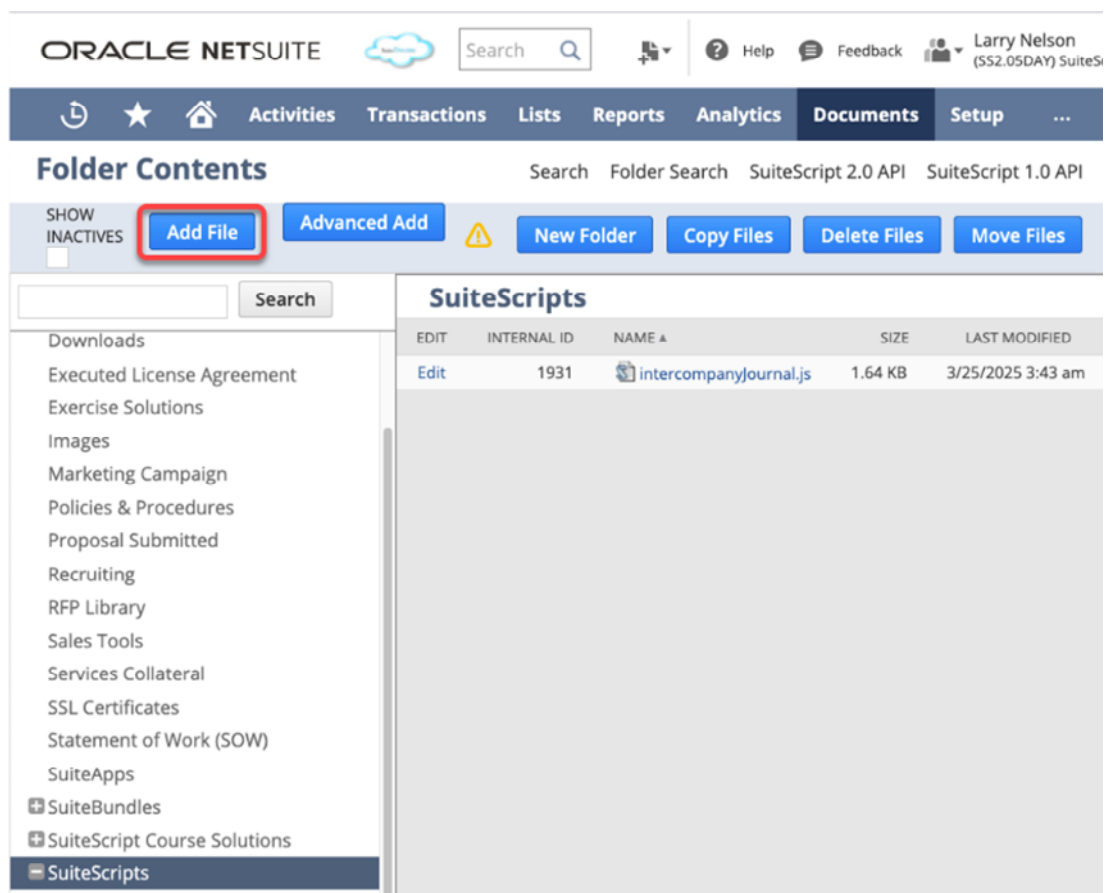 ORACLE NETSUITE
Search
Help
Feedback
Larry Nelson
(SS2.05DAY) SuiteSc
Activities Transactions Lists Reports Analytics Documents Setup ...
Folder Contents
Search Folder Search SuiteScript 2.0 API SuiteScript 1.0 API
SHOW
INACTIVES
Add File
Advanced Add
New Folder
Copy Files
Delete Files
Move Files
Search
Downloads
Executed License Agreement
Exercise Solutions
Images
Marketing Campaign
Policies & Procedures
Proposal Submitted
Recruiting
RFP Library
Sales Tools
Services Collateral
SSL Certificates
Statement of Work (SOW)
SuiteApps
SuiteBundles
SuiteScript Course Solutions
SuiteScripts
SuiteScripts
EDIT INTERNAL ID NAME ▲ SIZE LAST MODIFIED
Edit 1931 intercompanyJournal.js 1.64 KB 3/25/2025 3:43 am